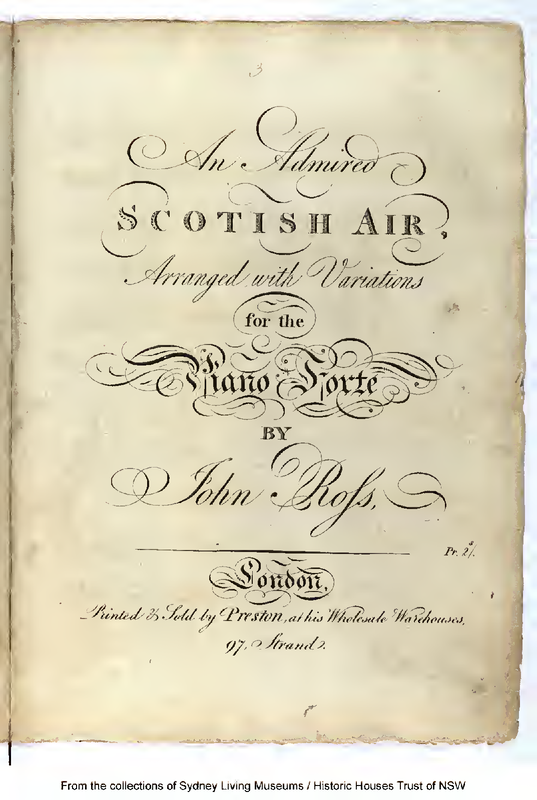 3
An Admired
SCOTISH AIR,
Arranged with Variations
for the
Piano Forte
BY
John Roſs,
Pr. 2/.
London,
Printed & Sold by Preston, at his Wholesale Warehouses,
97, Strand.
From the collections of Sydney Living Museums / Historic Houses Trust of NSW